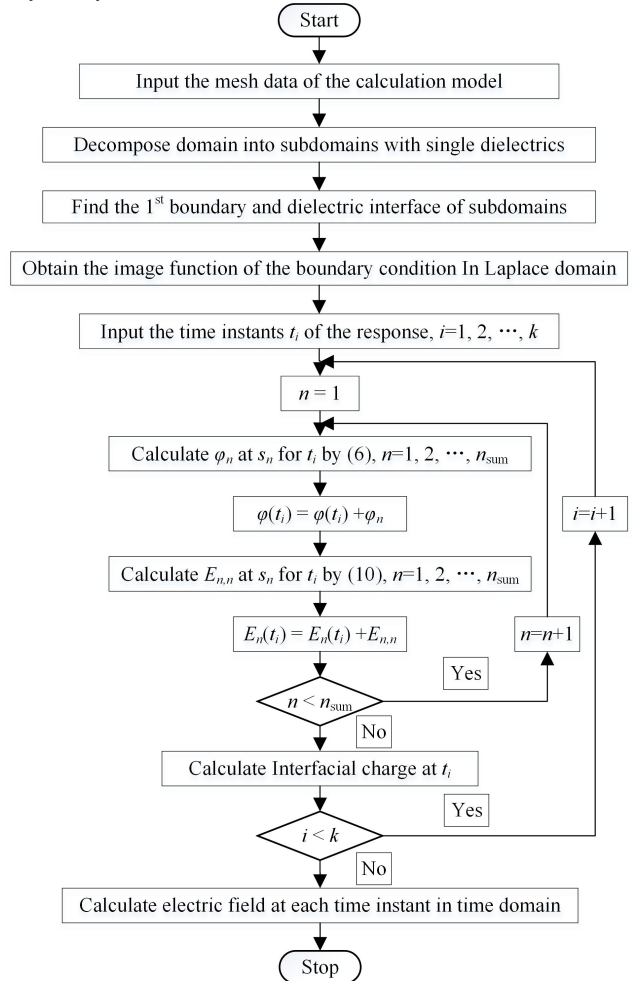 Start
Input the mesh data of the calculation model
Decompose domain into subdomains with single dielectrics
Find the 1st boundary and dielectric interface of subdomains
Obtain the image function of the boundary condition In Laplace domain
Input the time instants ti of the response, i=1, 2, ···, k
n = 1
Calculate φn at sn for ti by (6), n=1, 2, ···, nsum
φ(ti) = φ(ti) +φn
i=i+1
Calculate En,n at sn for ti by (10), n=1, 2, ···, nsum
En(ti) = En(ti) +En,n
n=n+1
Yes
n < nsum
No
Calculate Interfacial charge at ti
Yes
i < k
No
Calculate electric field at each time instant in time domain
Stop